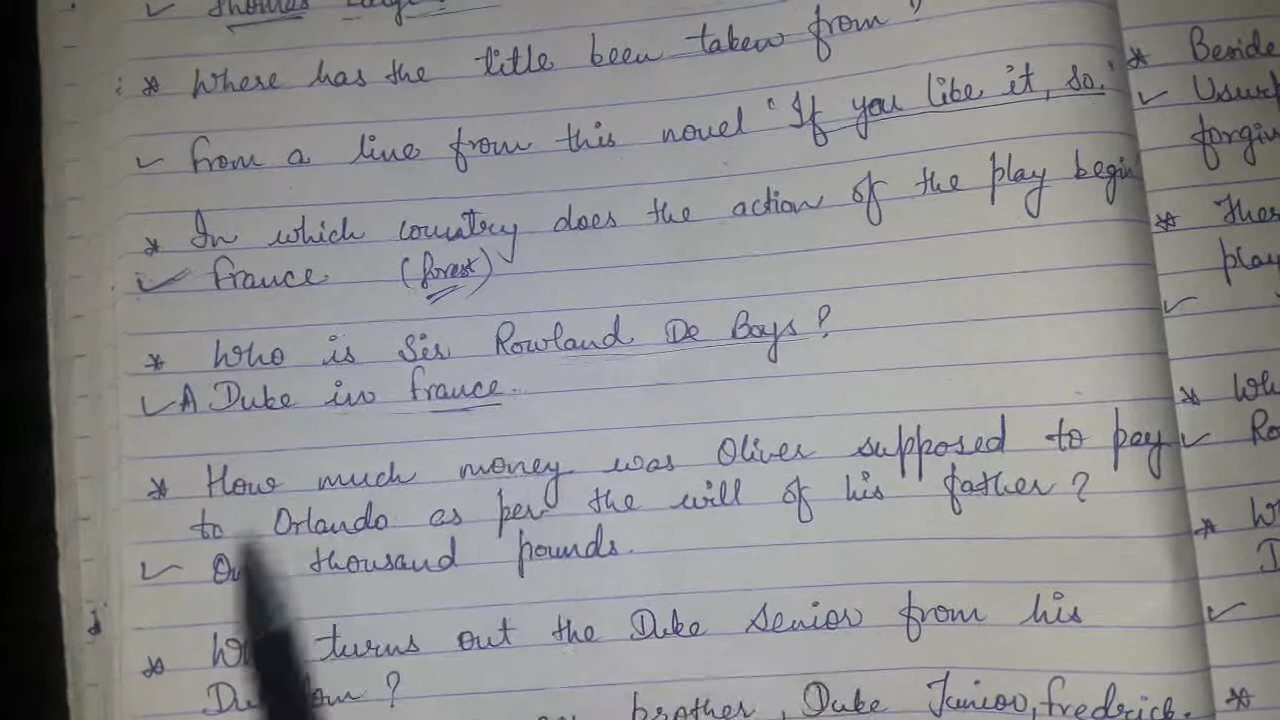 Thomas
* Where has the title been taken from?
✓ from a line from this novel 'If you like it, so.'
* In which country does the action of the play begin
✓ france (forest)
* Who is Sir Rowland De Boys?
✓ A Duke in france.
* How much money was Oliver supposed to pay
to Orlando as per the will of his father?
✓ thousand pounds.
* turns out the Duke Senior from his
?
brother, Duke Junior, fredrick.
* Beside
✓
*
play
✓
*
✓
*
✓
*